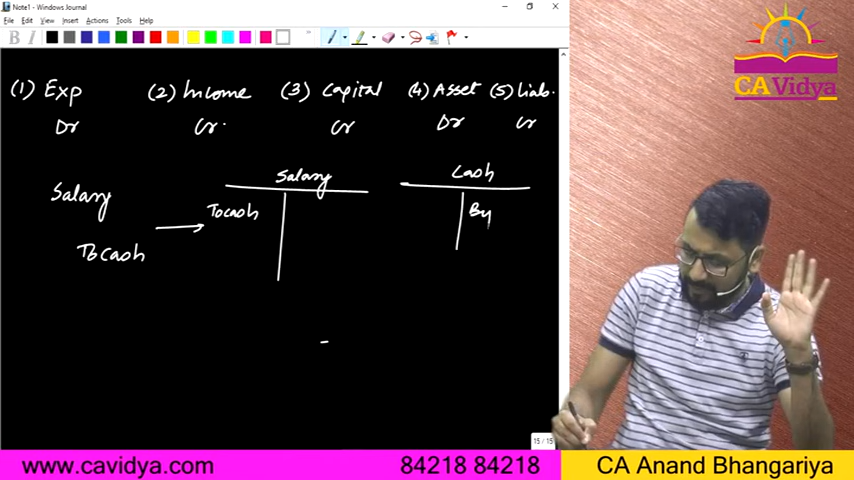 Note1 - Windows Journal
File Edit View Insert Actions Tools Help
B I
(1) Exp (2) Income (3) Capital (4) Asset (5) Liab.
Dr Cr. Cr Dr Cr
Salary Salary Cash
To cash To cash By
15 / 15
CA Vidya
www.cavidya.com 84218 84218 CA Anand Bhangariya